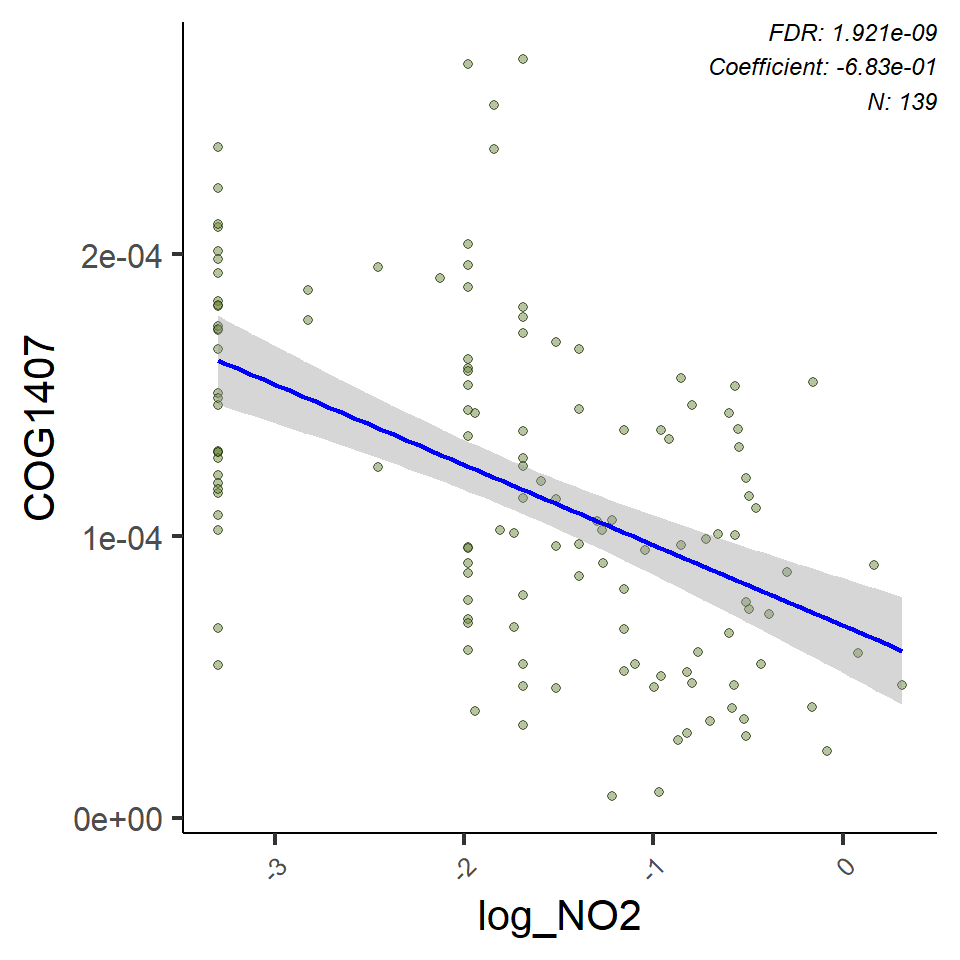 FDR: 1.921e-09
Coefficient: -6.83e-01
N: 139
COG1407
2e-04
1e-04
0e+00
-3
-2
-1
0
log_NO2